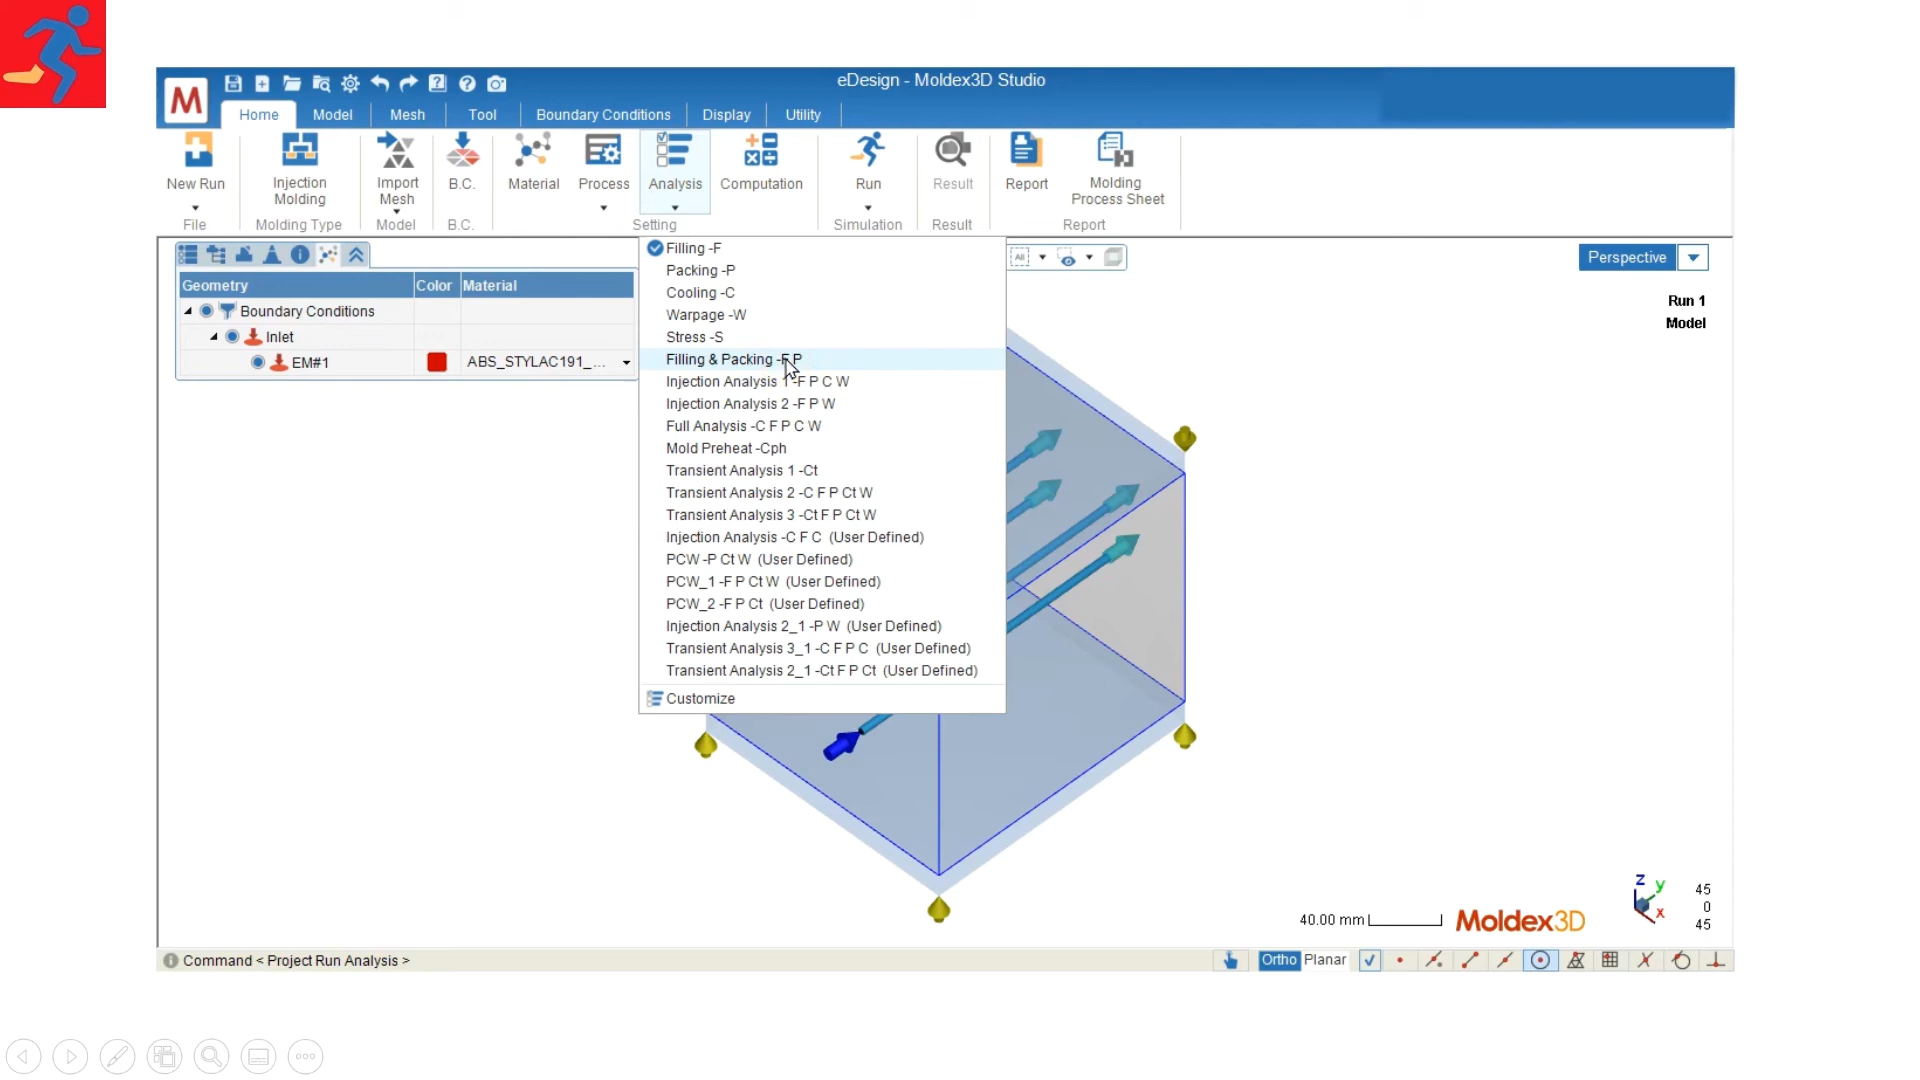 eDesign - Moldex3D Studio
M
Home Model Mesh Tool Boundary Conditions Display Utility
New Run
Injection
Molding
Import
Mesh
B.C.
Material
Process
Analysis
Computation
Run
Result
Report
Molding
Process Sheet
File
Molding Type
Model
B.C.
Setting
Simulation
Result
Report
Geometry Color Material
Boundary Conditions
Inlet
EM#1 ABS_STYLAC191_...
Filling -F
Packing -P
Cooling -C
Warpage -W
Stress -S
Filling & Packing -F P
Injection Analysis 1 -F P C W
Injection Analysis 2 -F P W
Full Analysis -C F P C W
Mold Preheat -Cph
Transient Analysis 1 -Ct
Transient Analysis 2 -C F P Ct W
Transient Analysis 3 -Ct F P Ct W
Injection Analysis -C F C (User Defined)
PCW -P Ct W (User Defined)
PCW_1 -F P Ct W (User Defined)
PCW_2 -F P Ct (User Defined)
Injection Analysis 2_1 -P W (User Defined)
Transient Analysis 3_1 -C F P C (User Defined)
Transient Analysis 2_1 -Ct F P Ct (User Defined)
Customize
All
Perspective
Run 1
Model
40.00 mm
Moldex3D
z y x
45
0
45
Command < Project Run Analysis >
Ortho Planar